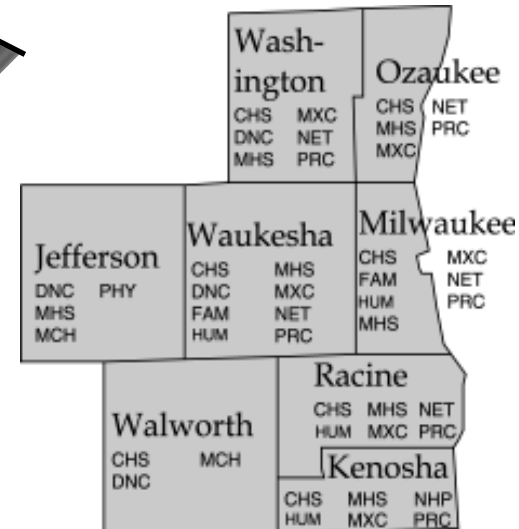 Wash-
ington
CHS MXC
DNC NET
MHS PRC
Ozaukee
CHS NET
MHS PRC
MXC
Jefferson
DNC PHY
MHS
MCH
Waukesha
CHS MHS
DNC MXC
FAM NET
HUM PRC
Milwaukee
CHS MXC
FAM NET
HUM PRC
MHS
Walworth
CHS MCH
DNC
Racine
CHS MHS NET
HUM MXC PRC
Kenosha
CHS MHS NHP
HUM MXC PRC